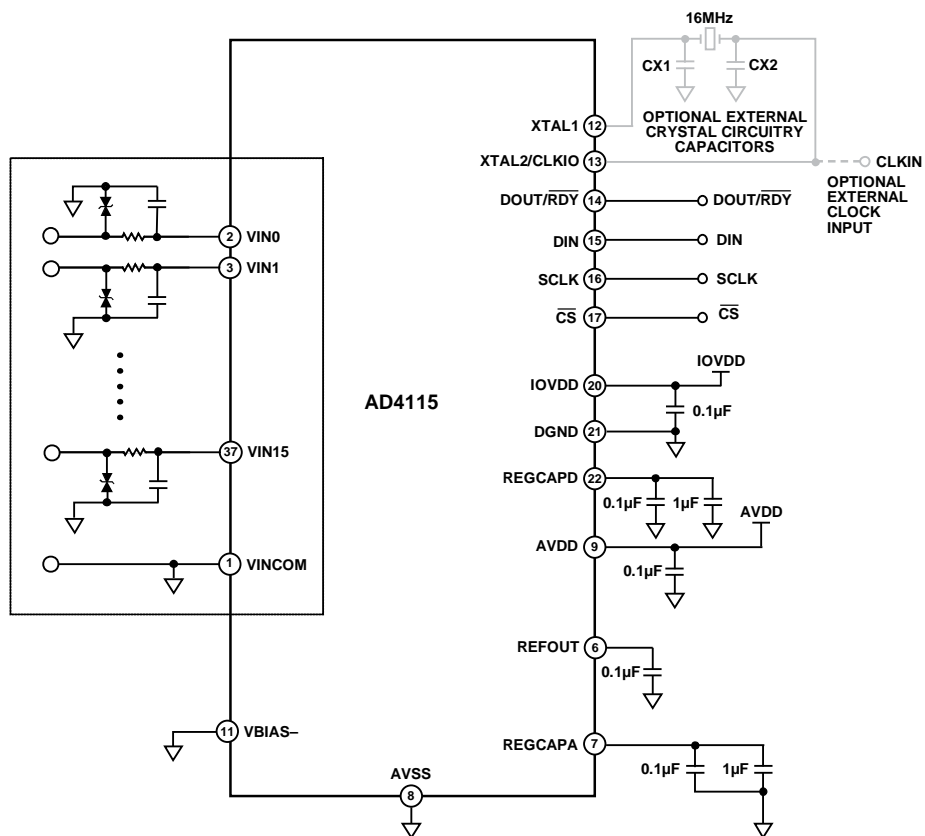 16MHz
CX1
CX2
OPTIONAL EXTERNAL
CRYSTAL CIRCUITRY
CAPACITORS
XTAL1
12
XTAL2/CLKIO
13
CLKIN
OPTIONAL
EXTERNAL
CLOCK
INPUT
DOUT/RDY
14
DOUT/RDY
DIN
15
DIN
SCLK
16
SCLK
CS
17
CS
2
VIN0
3
VIN1
AD4115
IOVDD
20
IOVDD
0.1µF
DGND
21
37
VIN15
REGCAPD
22
0.1µF
1µF
AVDD
AVDD
9
0.1µF
1
VINCOM
REFOUT
6
0.1µF
11
VBIAS–
REGCAPA
7
0.1µF
1µF
AVSS
8